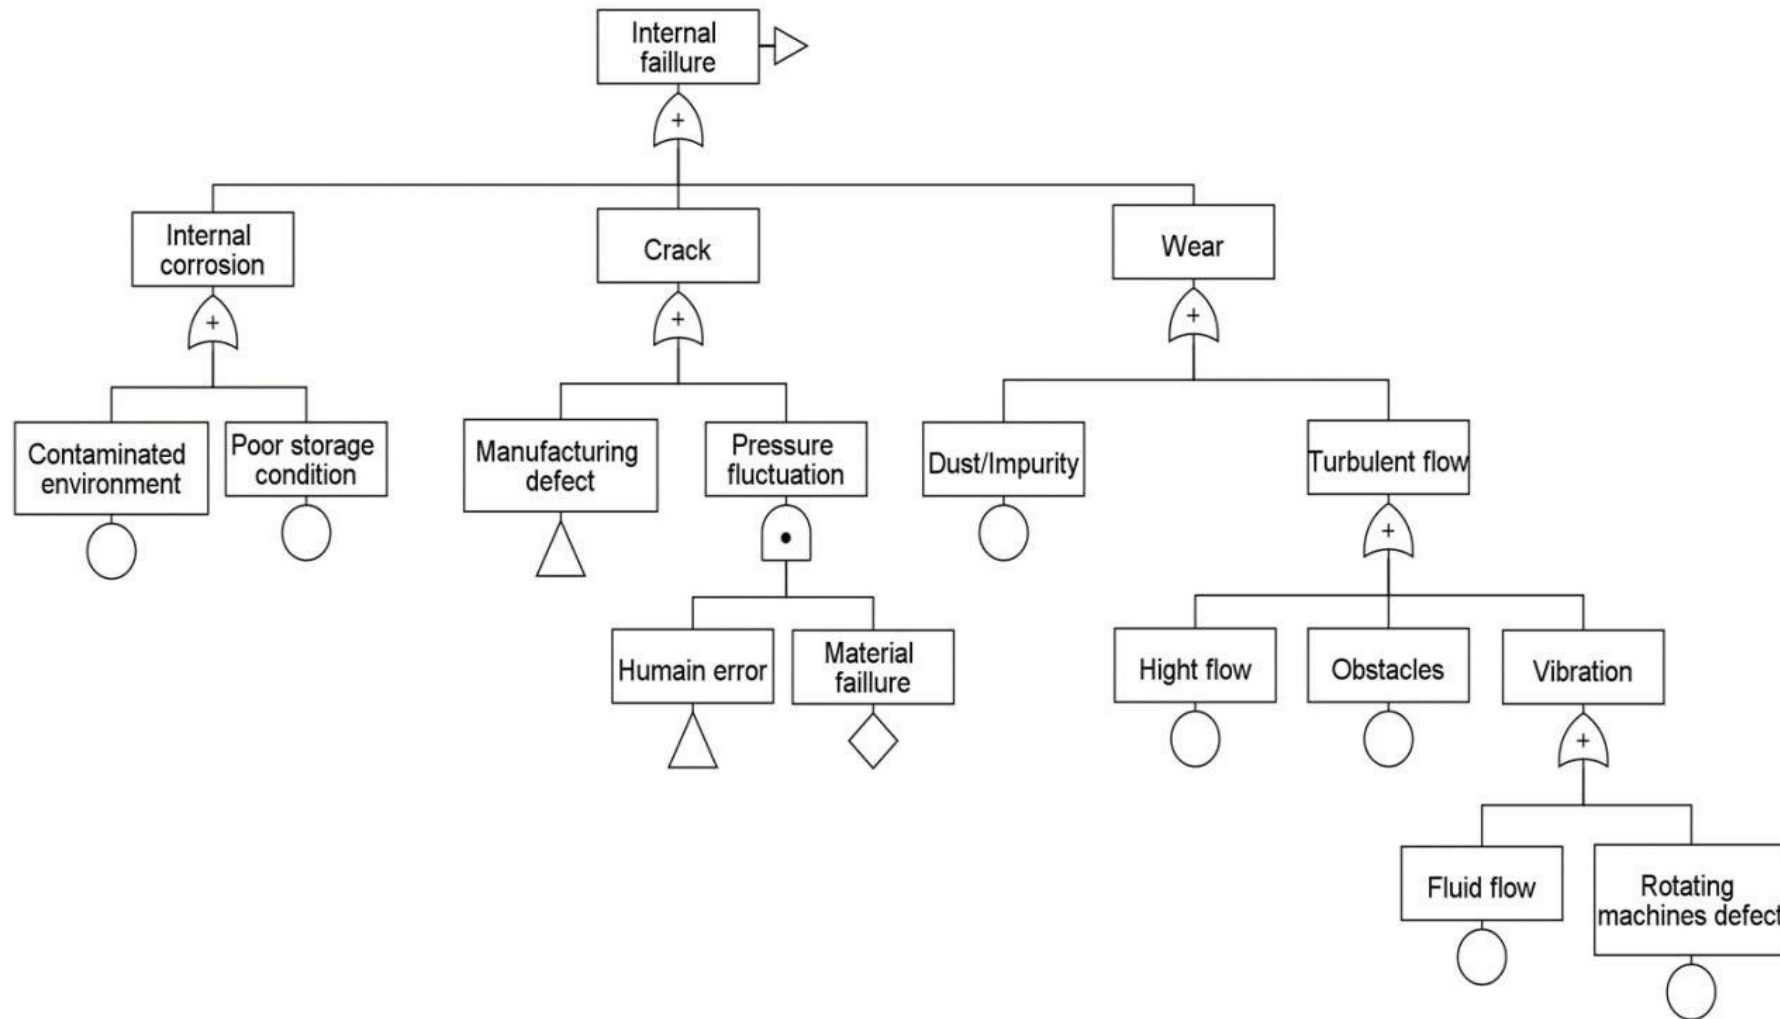 Internal
faillure
+
Internal
corrosion
Crack
Wear
+
+
+
Contaminated
environment
Poor storage
condition
Manufacturing
defect
Pressure
fluctuation
Dust/Impurity
Turbulent flow
+
Humain error
Material
faillure
Hight flow
Obstacles
Vibration
+
Fluid flow
Rotating
machines defect